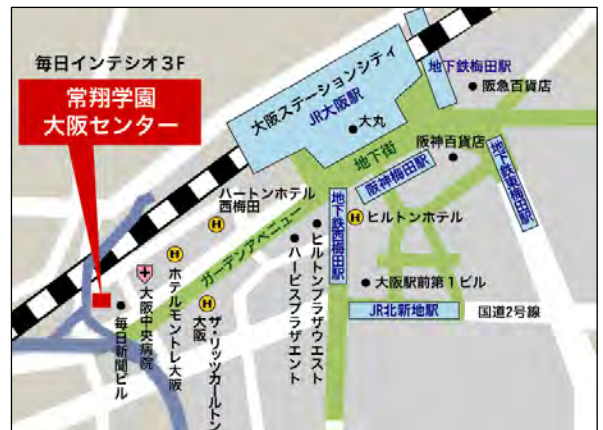 毎日インテシオ3F
常翔学園
大阪センター
大阪ステーションシティ
JR大阪駅
大丸
地下鉄梅田駅
阪急百貨店
阪神百貨店
地下街
阪神梅田駅
地下鉄東梅田駅
ハートンホテル
西梅田
ガーデンアベニュー
地下鉄西梅田駅
H ヒルトンホテル
H
H
H
ヒルトンプラザウエスト
ハービスプラザエント
大阪駅前第1ビル
JR北新地駅
国道2号線
毎日新聞ビル
大阪中央病院
ホテルモントレ大阪
ザ・リッツカールトン
大阪